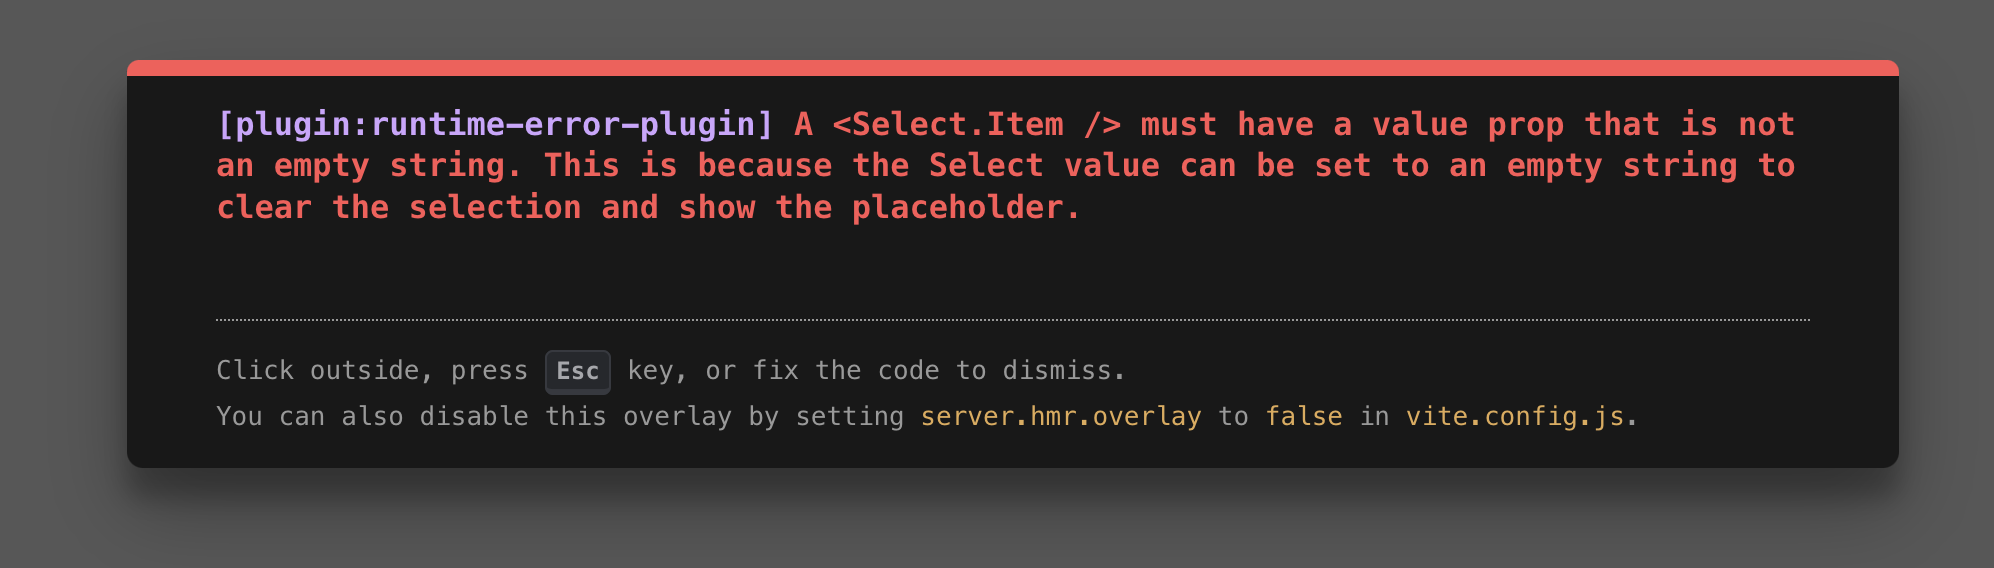 [plugin:runtime-error-plugin] A <Select.Item /> must have a value prop that is not
an empty string. This is because the Select value can be set to an empty string to
clear the selection and show the placeholder.
Click outside, press Esc key, or fix the code to dismiss.
You can also disable this overlay by setting server.hmr.overlay to false in vite.config.js.